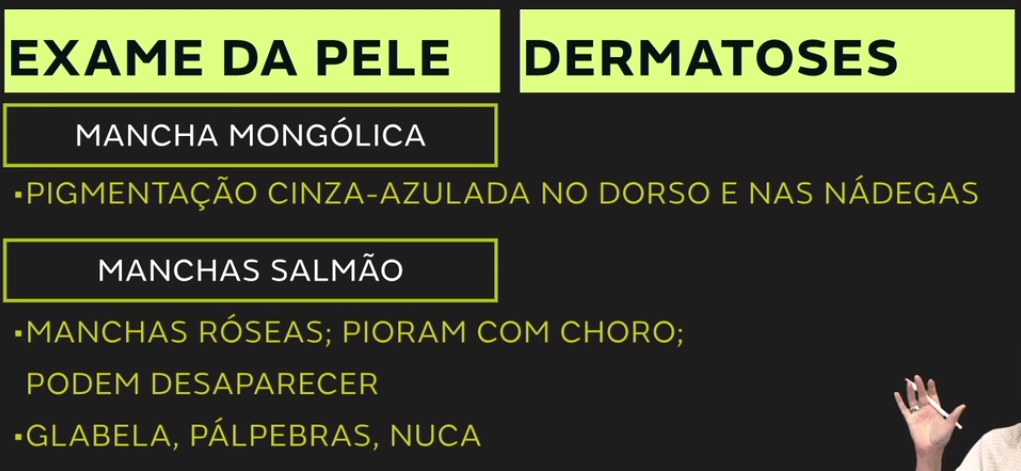 EXAME DA PELE
DERMATOSES
MANCHA MONGÓLICA
▪PIGMENTAÇÃO CINZA-AZULADA NO DORSO E NAS NÁDEGAS
MANCHAS SALMÃO
▪MANCHAS RÓSEAS; PIORAM COM CHORO;
PODEM DESAPARECER
▪GLABELA, PÁLPEBRAS, NUCA